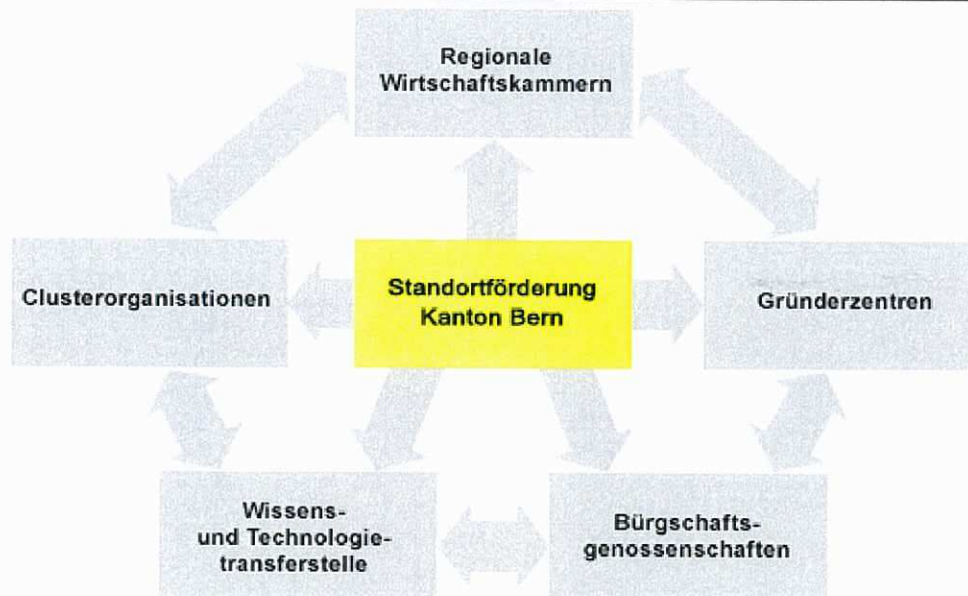 Regionale
Wirtschaftskammern
Clusterorganisationen
Standortförderung
Kanton Bern
Gründerzentren
Wissens-
und Technologie-
transferstelle
Bürgschafts-
genossenschaften